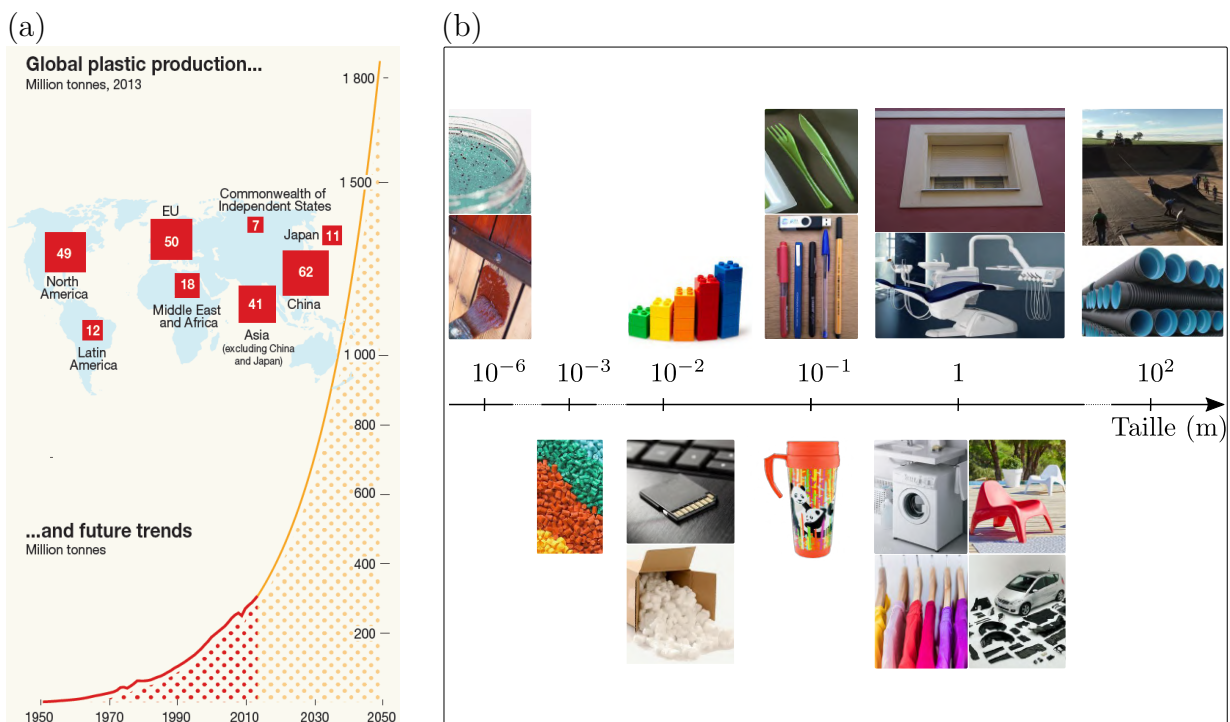 (a)
Global plastic production...
Million tonnes, 2013
1 800
1 500
1 000
800
600
400
200
Commonwealth of
Independent States
7
EU
50
Japan
11
49
North
America
62
China
18
Middle East
and Africa
41
Asia
(excluding China
and Japan)
12
Latin
America
...and future trends
Million tonnes
1950
1970
1990
2010
2030
2050
(b)
10⁻⁶
10⁻³
10⁻²
10⁻¹
1
10²
Taille (m)